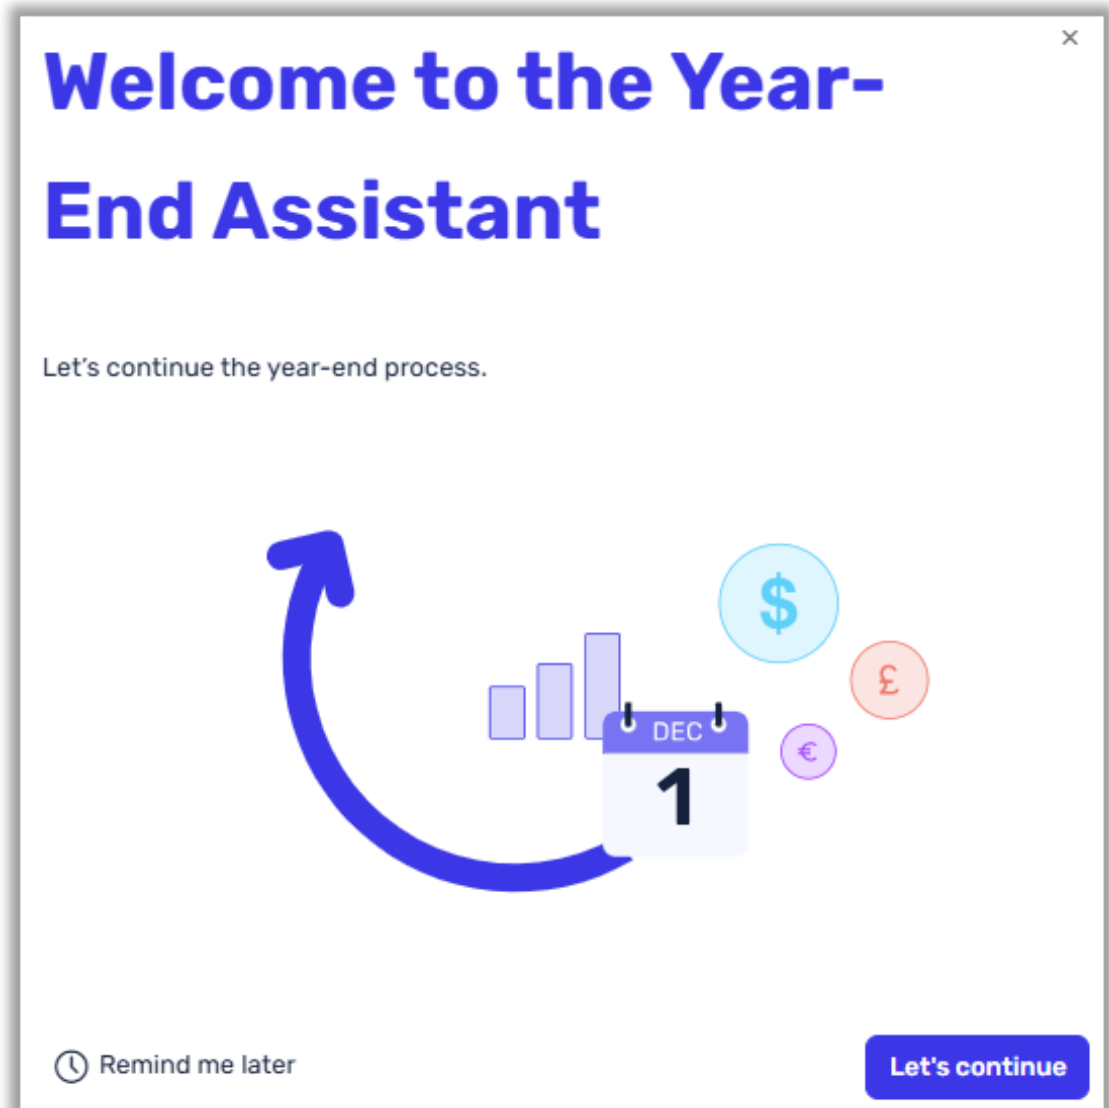 Welcome to the Year-
End Assistant
Let's continue the year-end process.
$
£
€
DEC
1
Remind me later
Let's continue